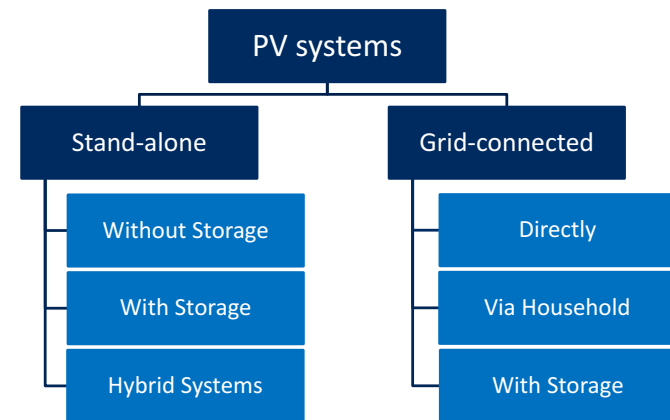 PV systems
Stand-alone
Grid-connected
Without Storage
Directly
With Storage
Via Household
Hybrid Systems
With Storage